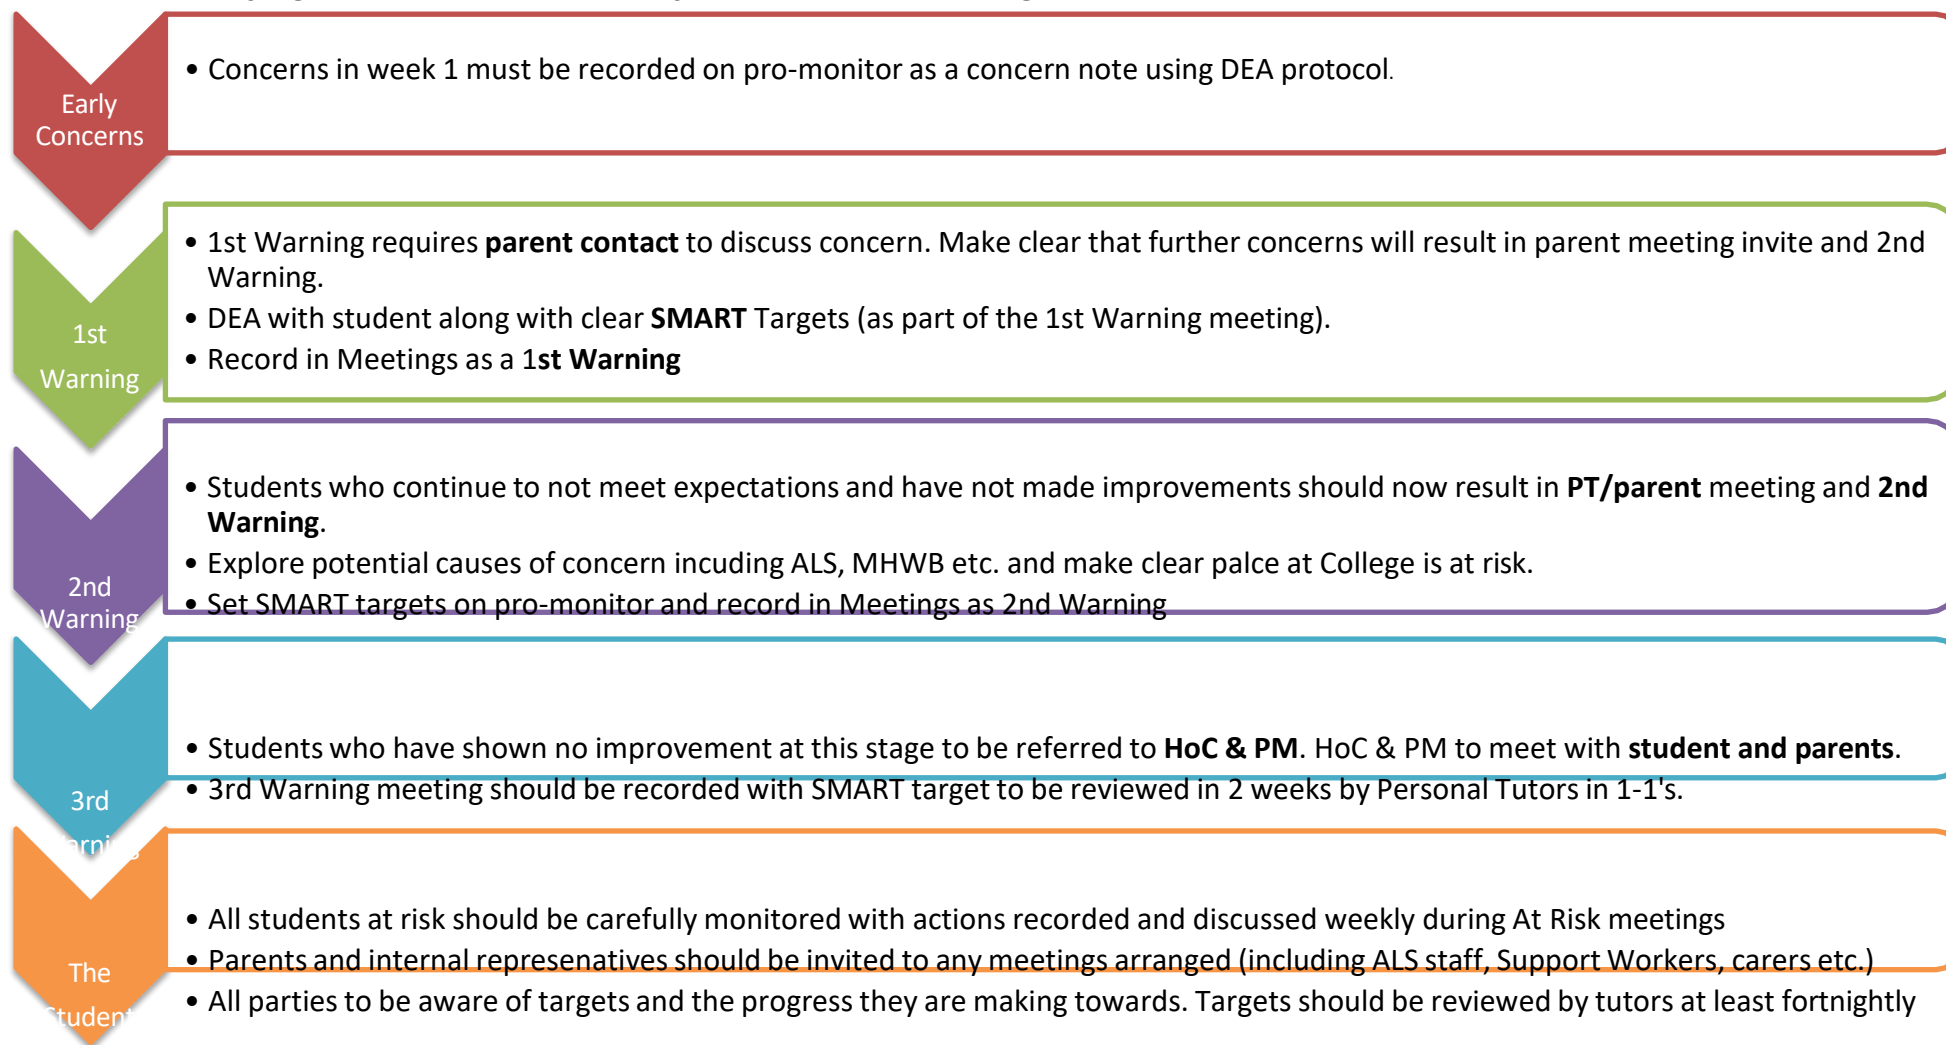 Early
Concerns
• Concerns in week 1 must be recorded on pro-monitor as a concern note using DEA protocol.
1st
Warning
• 1st Warning requires parent contact to discuss concern. Make clear that further concerns will result in parent meeting invite and 2nd
Warning.
• DEA with student along with clear SMART Targets (as part of the 1st Warning meeting).
• Record in Meetings as a 1st Warning
2nd
Warning
• Students who continue to not meet expectations and have not made improvements should now result in PT/parent meeting and 2nd
Warning.
• Explore potential causes of concern incuding ALS, MHWB etc. and make clear palce at College is at risk.
• Set SMART targets on pro-monitor and record in Meetings as 2nd Warning
3rd
Warning
• Students who have shown no improvement at this stage to be referred to HoC & PM. HoC & PM to meet with student and parents.
• 3rd Warning meeting should be recorded with SMART target to be reviewed in 2 weeks by Personal Tutors in 1-1's.
The
Student
• All students at risk should be carefully monitored with actions recorded and discussed weekly during At Risk meetings
• Parents and internal represenatives should be invited to any meetings arranged (including ALS staff, Support Workers, carers etc.)
• All parties to be aware of targets and the progress they are making towards. Targets should be reviewed by tutors at least fortnightly